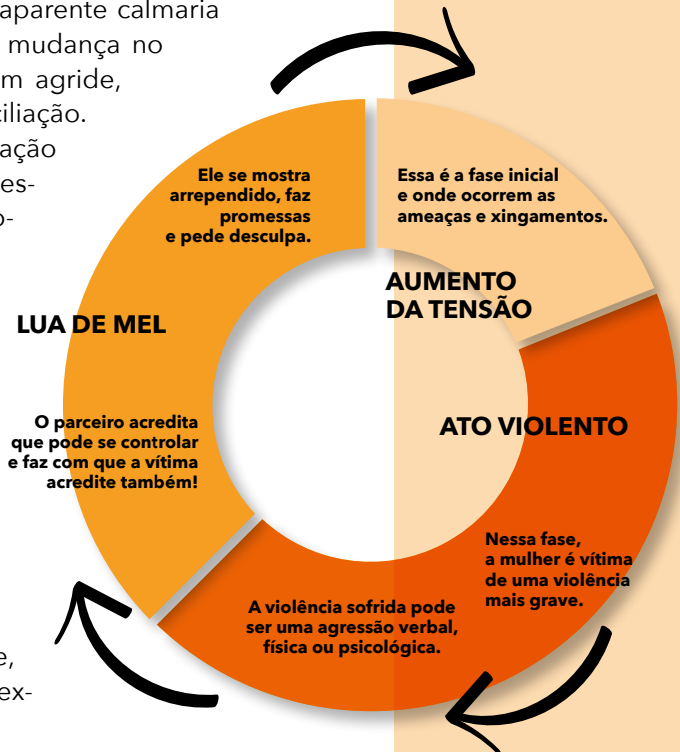 aparente calmaria
mudança no
m agride,
ciliação.
ação
es-
o-
Ele se mostra
arrependido, faz
promessas
e pede desculpa.
Essa é a fase inicial
e onde ocorrem as
ameaças e xingamentos.
AUMENTO
DA TENSÃO
LUA DE MEL
O parceiro acredita
que pode se controlar
e faz com que a vítima
acredite também!
ATO VIOLENTO
Nessa fase,
a mulher é vítima
de uma violência
mais grave.
A violência sofrida pode
ser uma agressão verbal,
física ou psicológica.
e,
ex-